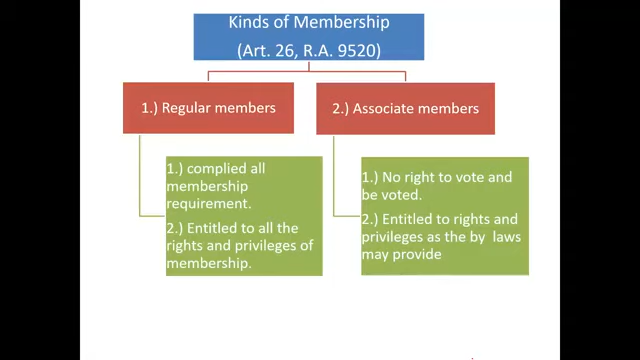 Kinds of Membership
(Art. 26, R.A. 9520)
1.) Regular members
2.) Associate members
1.) complied all
membership
requirement.
2.) Entitled to all the
rights and privileges of
membership.
1.) No right to vote and
be voted.
2.) Entitled to rights and
privileges as the by laws
may provide